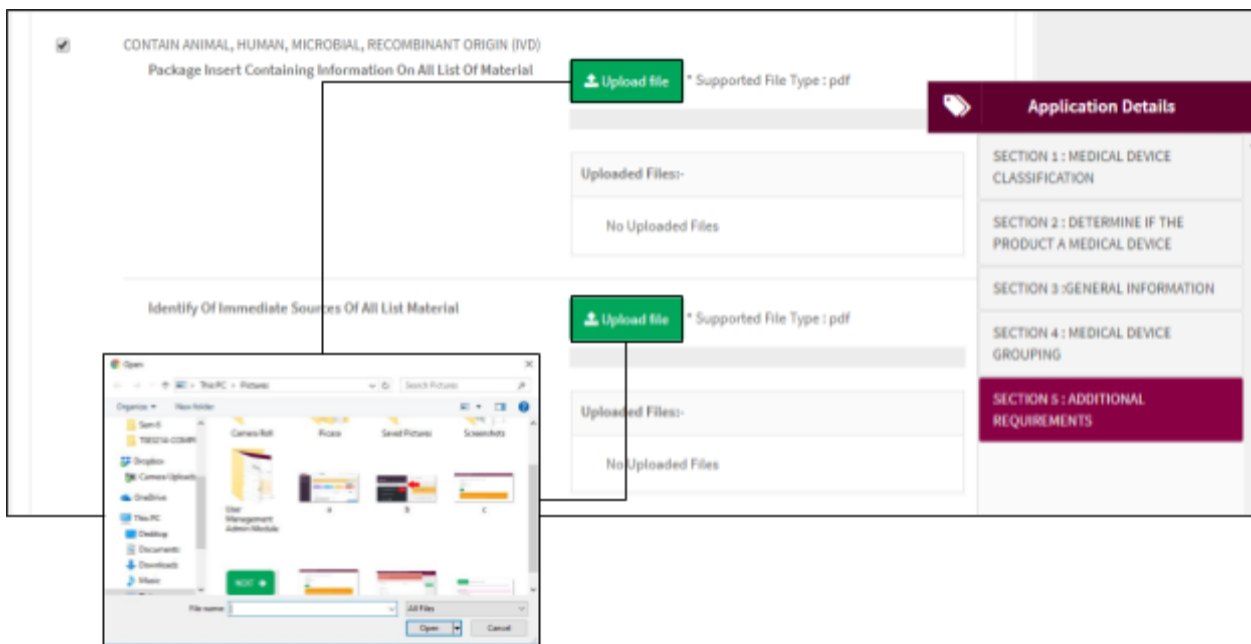 CONTAIN ANIMAL, HUMAN, MICROBIAL, RECOMBINANT ORIGIN (IVD)
Package Insert Containing Information On All List Of Material
Upload file
* Supported File Type : pdf
Uploaded Files:-
No Uploaded Files
Identify Of Immediate Sources Of All List Material
Upload file
* Supported File Type : pdf
Uploaded Files:-
No Uploaded Files
Application Details
SECTION 1 : MEDICAL DEVICE
CLASSIFICATION
SECTION 2 : DETERMINE IF THE
PRODUCT A MEDICAL DEVICE
SECTION 3 :GENERAL INFORMATION
SECTION 4 : MEDICAL DEVICE
GROUPING
SECTION 5 : ADDITIONAL
REQUIREMENTS
Open
This PC > Pictures
Search Pictures
Organize
New folder
Sem 6
Dropbox
Camera Uploads
OneDrive
This PC
Desktop
Documents
Downloads
Music
Camera Roll
Picasa
Saved Pictures
Screenshots
User
Management
Admin Module
a
b
c
NEXT
File name:
All Files
Open
Cancel